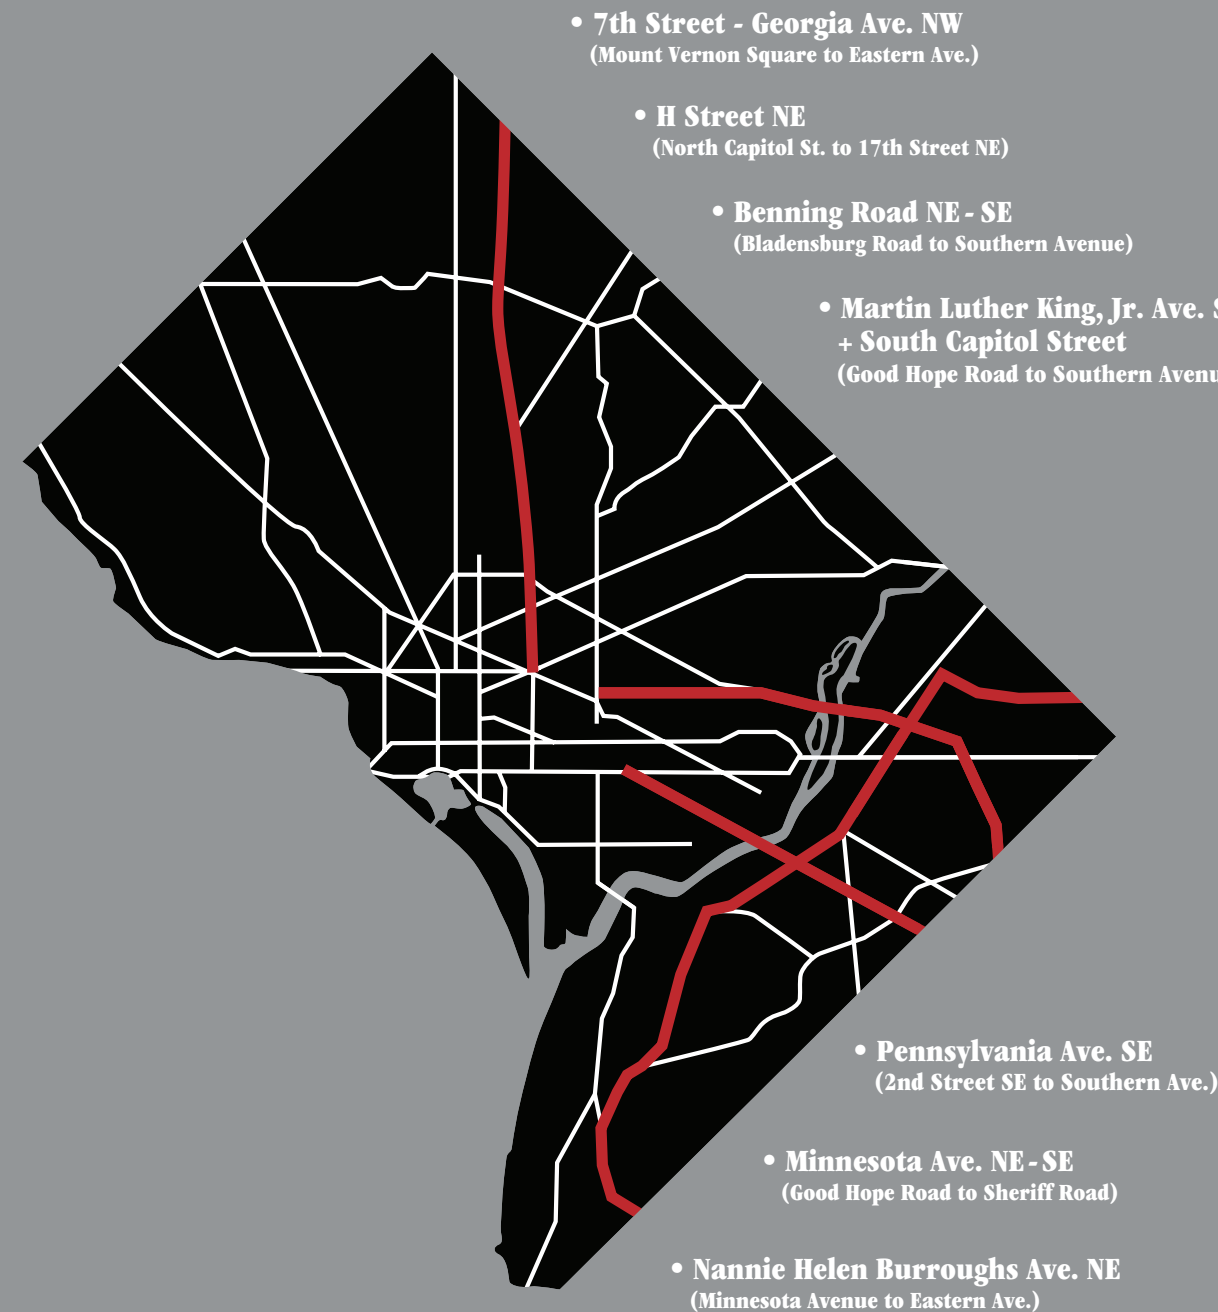 • 7th Street - Georgia Ave. NW
(Mount Vernon Square to Eastern Ave.)
• H Street NE
(North Capitol St. to 17th Street NE)
• Benning Road NE - SE
(Bladensburg Road to Southern Avenue)
• Martin Luther King, Jr. Ave.
+ South Capitol Street
(Good Hope Road to Southern
• Pennsylvania Ave. SE
(2nd Street SE to Southern Ave.)
• Minnesota Ave. NE - SE
(Good Hope Road to Sheriff Road)
• Nannie Helen Burroughs Ave. NE
(Minnesota Avenue to Eastern Ave.)